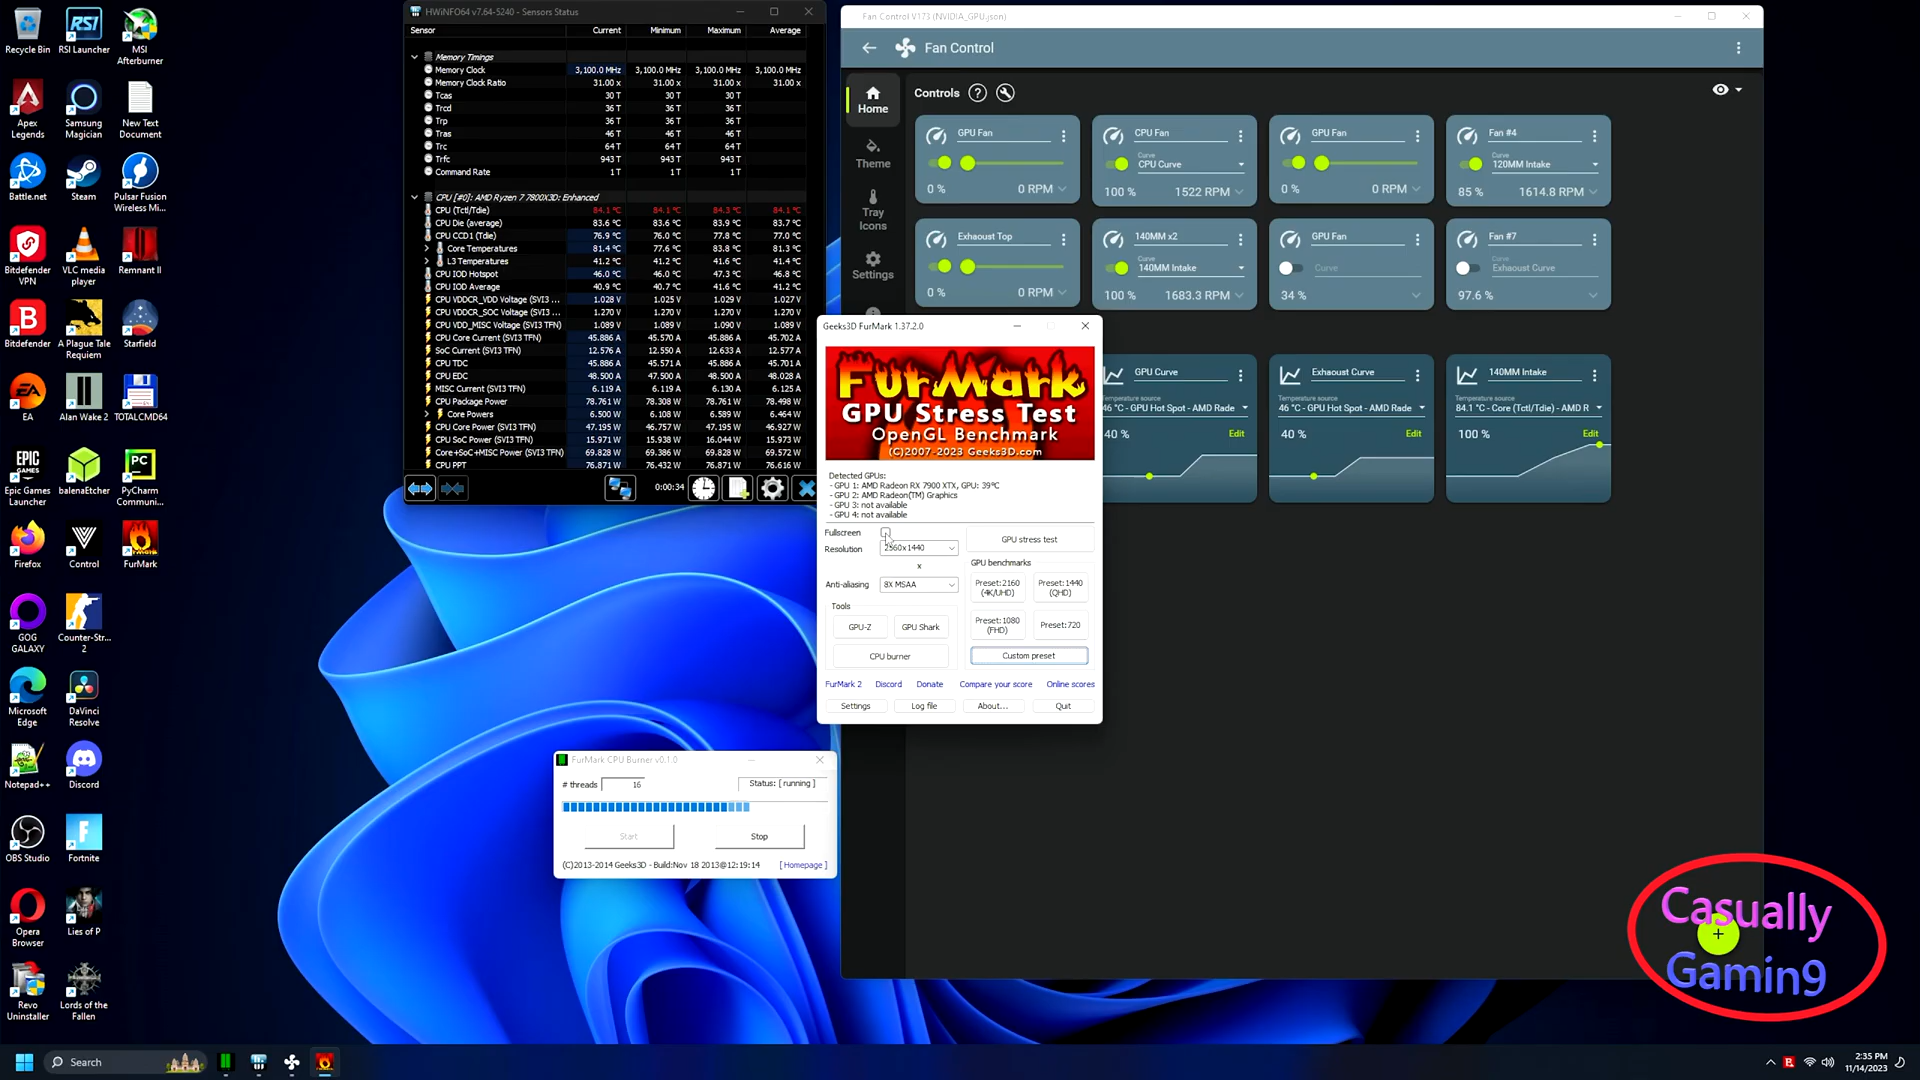 Recycle Bin
RSI Launcher
MSI
Afterburner
Apex
Legends
Samsung
Magician
New Text
Document
Battle.net
Steam
Pulsar Fusion
Wireless Mi...
Bitdefender
VPN
VLC media
player
Remnant II
Bitdefender
A Plague Tale
Requiem
Starfield
EA
Alan Wake 2
TOTALCMD64
Epic Games
Launcher
balenaEtcher
PyCharm
Communi...
Firefox
Control
FurMark
GOG
GALAXY
Counter-Str...
2
Microsoft
Edge
DaVinci
Resolve
Notepad++
Discord
OBS Studio
Fortnite
Opera
Browser
Lies of P
Revo
Uninstaller
Lords of the
Fallen
HWiNFO64 v7.64-5240 - Sensors Status
Sensor Current Minimum Maximum Average
Memory Timings
Memory Clock 3,100.0 MHz 3,100.0 MHz 3,100.0 MHz 3,100.0 MHz
Memory Clock Ratio 31.00 x 31.00 x 31.00 x 31.00 x
Tcas 30 T 30 T 30 T
Trcd 36 T 36 T 36 T
Trp 36 T 36 T 36 T
Tras 46 T 46 T 46 T
Trc 64 T 64 T 64 T
Trfc 943 T 943 T 943 T
Command Rate 1 T 1 T 1 T
CPU [#0]: AMD Ryzen 7 7800X3D: Enhanced
CPU (Tctl/Tdie) 84.1 °C 84.1 °C 84.3 °C 84.1 °C
CPU Die (average) 83.6 °C 83.6 °C 83.9 °C 83.7 °C
CPU CCD1 (Tdie) 76.9 °C 76.0 °C 77.8 °C 77.0 °C
Core Temperatures 81.4 °C 77.6 °C 83.8 °C 81.3 °C
L3 Temperatures 41.2 °C 41.2 °C 41.6 °C 41.4 °C
CPU IOD Hotspot 46.0 °C 46.0 °C 47.3 °C 46.8 °C
CPU IOD Average 40.9 °C 40.7 °C 41.6 °C 41.2 °C
CPU VDDCR_VDD Voltage (SVI3 ... 1.028 V 1.025 V 1.029 V 1.027 V
CPU VDDCR_SOC Voltage (SVI3 ... 1.270 V 1.270 V 1.270 V 1.270 V
CPU VDD_MISC Voltage (SVI3 TFN) 1.089 V 1.089 V 1.090 V 1.089 V
CPU Core Current (SVI3 TFN) 45.886 A 45.570 A 45.886 A 45.702 A
SoC Current (SVI3 TFN) 12.576 A 12.550 A 12.633 A 12.577 A
CPU TDC 45.886 A 45.571 A 45.886 A 45.701 A
CPU EDC 48.500 A 47.500 A 48.500 A 48.028 A
MISC Current (SVI3 TFN) 6.119 A 6.119 A 6.130 A 6.125 A
CPU Package Power 78.761 W 78.308 W 78.761 W 78.498 W
Core Powers 6.500 W 6.108 W 6.589 W 6.464 W
CPU Core Power (SVI3 TFN) 47.195 W 46.757 W 47.195 W 46.927 W
CPU SoC Power (SVI3 TFN) 15.971 W 15.938 W 16.044 W 15.973 W
Core+SoC+MISC Power (SVI3 TFN) 69.828 W 69.386 W 69.828 W 69.551 W
CPU PPT 76.871 W 76.432 W 76.871 W 76.616 W
0:00:34
Fan Control V173 (NVIDIA_GPU.json)
Fan Control
Home
Theme
Tray
Icons
Settings
Controls ?
GPU Fan
0 % 0 RPM
CPU Fan
Curve
CPU Curve
100 % 1522 RPM
GPU Fan
0 % 0 RPM
Fan #4
Curve
120MM Intake
85 % 1614.8 RPM
Exhaoust Top
0 % 0 RPM
140MM x2
Curve
140MM Intake
100 % 1683.3 RPM
GPU Fan
Curve
34 %
Fan #7
Curve
Exhaoust Curve
97.6 %
GPU Curve
Temperature source
46 °C - GPU Hot Spot - AMD Rade
40 % Edit
Exhaoust Curve
Temperature source
46 °C - GPU Hot Spot - AMD Rade
40 % Edit
140MM Intake
Temperature source
84.1 °C - Core (Tctl/Tdie) - AMD R
100 % Edit
Geeks3D FurMark 1.37.2.0
FurMark
GPU Stress Test
OpenGL Benchmark
(C)2007-2023 Geeks3D.com
Detected GPUs:
- GPU 1: AMD Radeon RX 7900 XTX, GPU: 39°C
- GPU 2: AMD Radeon(TM) Graphics
- GPU 3: not available
- GPU 4: not available
Fullscreen
Resolution 2560x1440
x
Anti-aliasing 8X MSAA
GPU stress test
GPU benchmarks
Preset:2160
(4K/UHD)
Preset:1440
(QHD)
Preset:1080
(FHD)
Preset:720
Custom preset
Tools
GPU-Z GPU Shark
CPU burner
FurMark 2 Discord Donate Compare your score Online scores
Settings Log file About... Quit
FurMark CPU Burner v0.1.0
# threads 16 Status: [ running ]
Start Stop
(C)2013-2014 Geeks3D - Build:Nov 18 2013@12:19:14 [ Homepage ]
Casually
Gamin9
Search
2:35 PM
11/14/2023